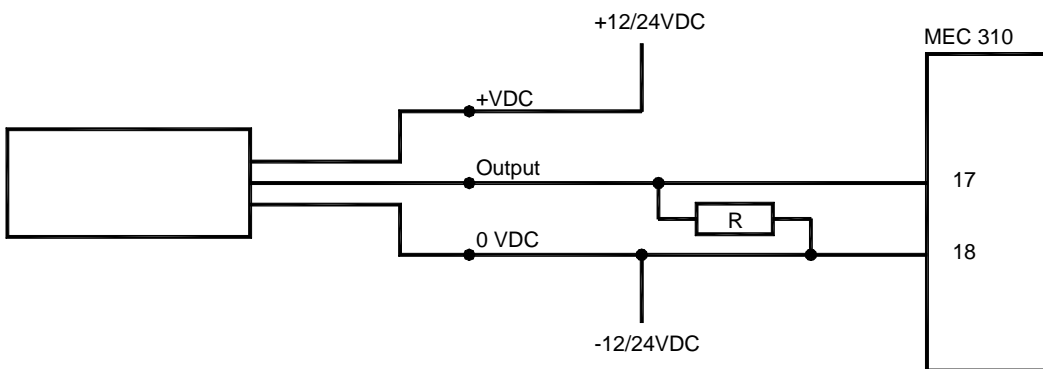 +12/24VDC
MEC 310
+VDC
Output
17
R
0 VDC
18
-12/24VDC